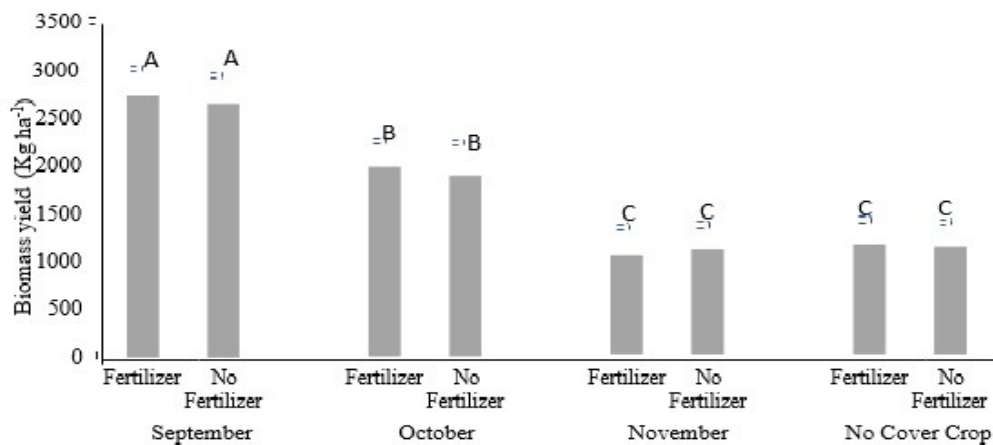 3500
3000
2500
2000
1500
1000
500
0
Biomass yield (Kg ha-1)
A
A
B
B
C
C
C
C
Fertilizer
No
Fertilizer
Fertilizer
No
Fertilizer
Fertilizer
No
Fertilizer
Fertilizer
No
Fertilizer
September
October
November
No Cover Crop